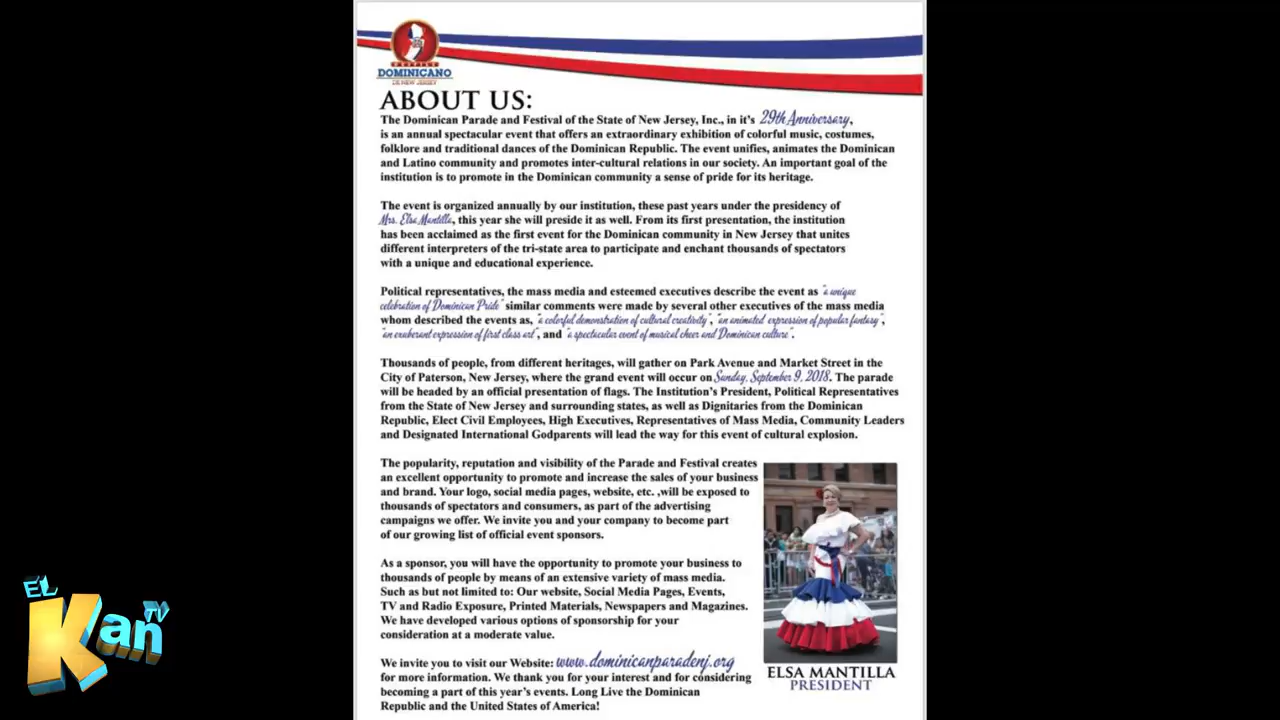 DOMINICANO
DE NEW JERSEY
ABOUT US:
The Dominican Parade and Festival of the State of New Jersey, Inc., in it's 29th Anniversary,
is an annual spectacular event that offers an extraordinary exhibition of colorful music, costumes,
folklore and traditional dances of the Dominican Republic. The event unifies, animates the Dominican
and Latino community and promotes inter-cultural relations in our society. An important goal of the
institution is to promote in the Dominican community a sense of pride for its heritage.
The event is organized annually by our institution, these past years under the presidency of
Mrs. Elsa Mantilla, this year she will preside it as well. From its first presentation, the institution
has been acclaimed as the first event for the Dominican community in New Jersey that unites
different interpreters of the tri-state area to participate and enchant thousands of spectators
with a unique and educational experience.
Political representatives, the mass media and esteemed executives describe the event as "a unique
celebration of Dominican Pride" similar comments were made by several other executives of the mass media
whom described the events as, "a colorful demonstration of cultural creativity", "an animated expression of popular fantasy",
"an exuberant expression of first class art", and "a spectacular event of musical cheer and Dominican culture".
Thousands of people, from different heritages, will gather on Park Avenue and Market Street in the
City of Paterson, New Jersey, where the grand event will occur on Sunday, September 9, 2018. The parade
will be headed by an official presentation of flags. The Institution's President, Political Representatives
from the State of New Jersey and surrounding states, as well as Dignitaries from the Dominican
Republic, Elect Civil Employees, High Executives, Representatives of Mass Media, Community Leaders
and Designated International Godparents will lead the way for this event of cultural explosion.
The popularity, reputation and visibility of the Parade and Festival creates
an excellent opportunity to promote and increase the sales of your business
and brand. Your logo, social media pages, website, etc. ,will be exposed to
thousands of spectators and consumers, as part of the advertising
campaigns we offer. We invite you and your company to become part
of our growing list of official event sponsors.
As a sponsor, you will have the opportunity to promote your business to
thousands of people by means of an extensive variety of mass media.
Such as but not limited to: Our website, Social Media Pages, Events,
TV and Radio Exposure, Printed Materials, Newspapers and Magazines.
We have developed various options of sponsorship for your
consideration at a moderate value.
We invite you to visit our Website: www.dominicanparadenj.org
for more information. We thank you for your interest and for considering
becoming a part of this year's events. Long Live the Dominican
Republic and the United States of America!
ELSA MANTILLA
PRESIDENT
EL
Kan
TV